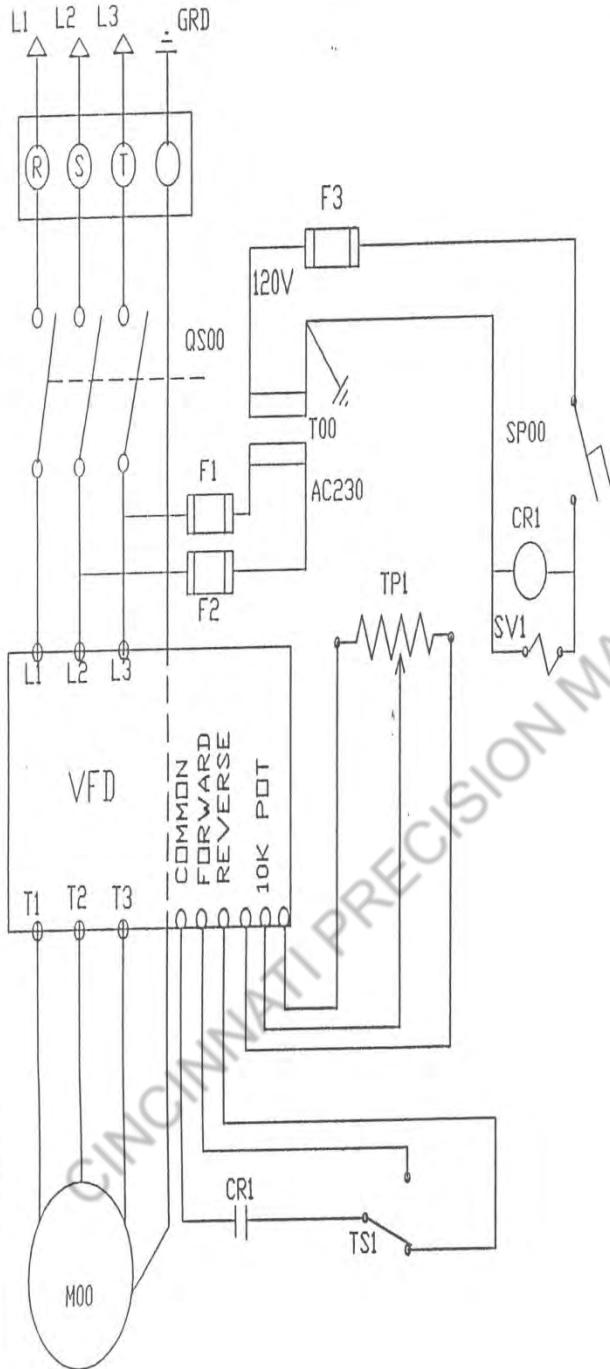 L1 L2 L3 GRD
R S T
F3
120V
QS00
T00
SP00
F1
AC230
CR1
F2
TP1
SV1
L1 L2 L3
VFD
COMMON
FORWARD
REVERSE
10K POT
T1 T2 T3
CR1
TS1
M00
CINCINNATI PRECISION